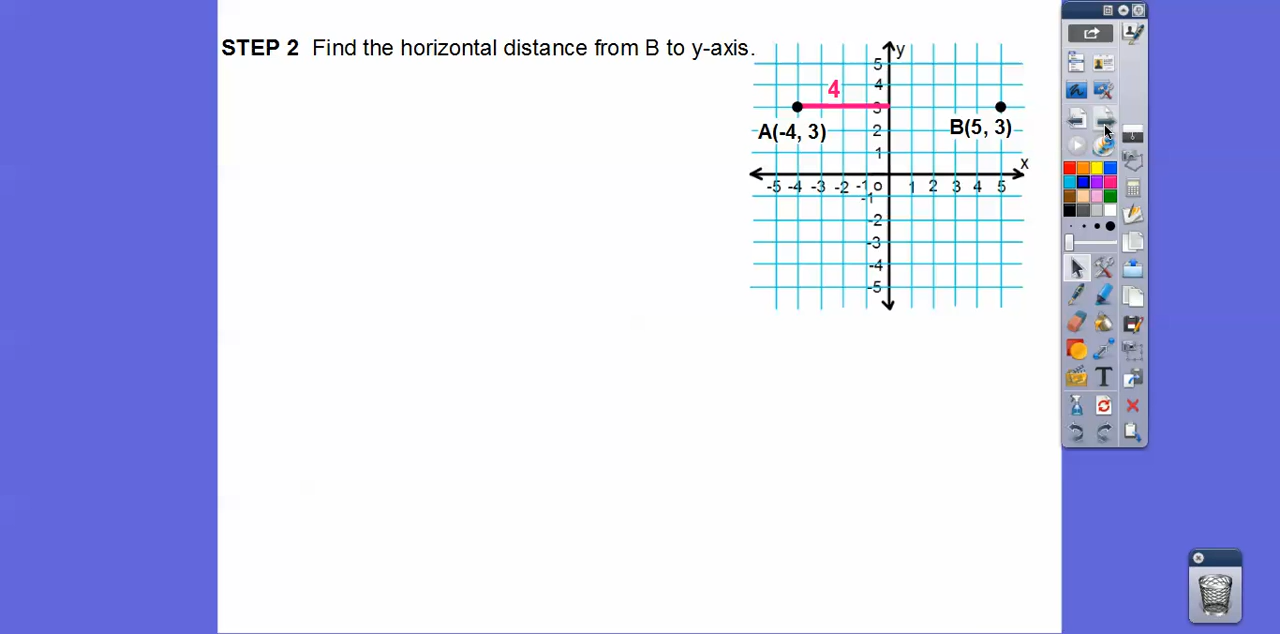 STEP 2 Find the horizontal distance from B to y-axis.
y
5
4
4
3
A(-4, 3)
B(5, 3)
2
1
x
-5 -4 -3 -2 -1 o 1 2 3 4 5
-1
-2
-3
-4
-5
T